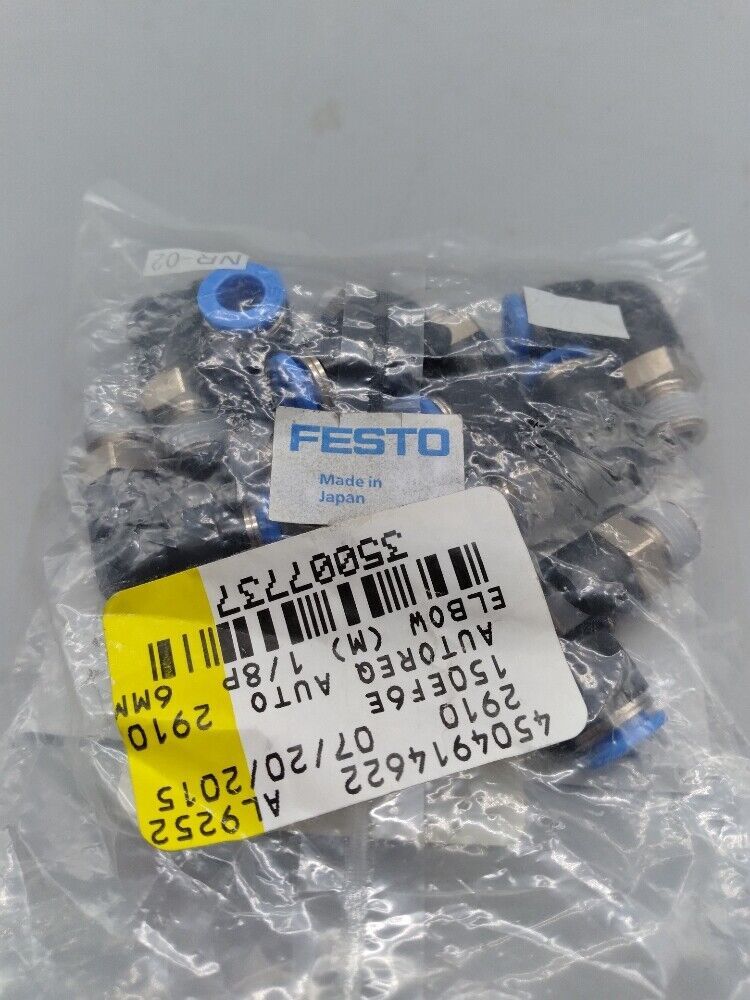 NR-02
FESTO
Made in
Japan
4504914622 AL9252
2910 07/20/2015
150EF6E
AUTOREQ AUTO 2910
ELBOW (M) 1/8P 6MM
35007737